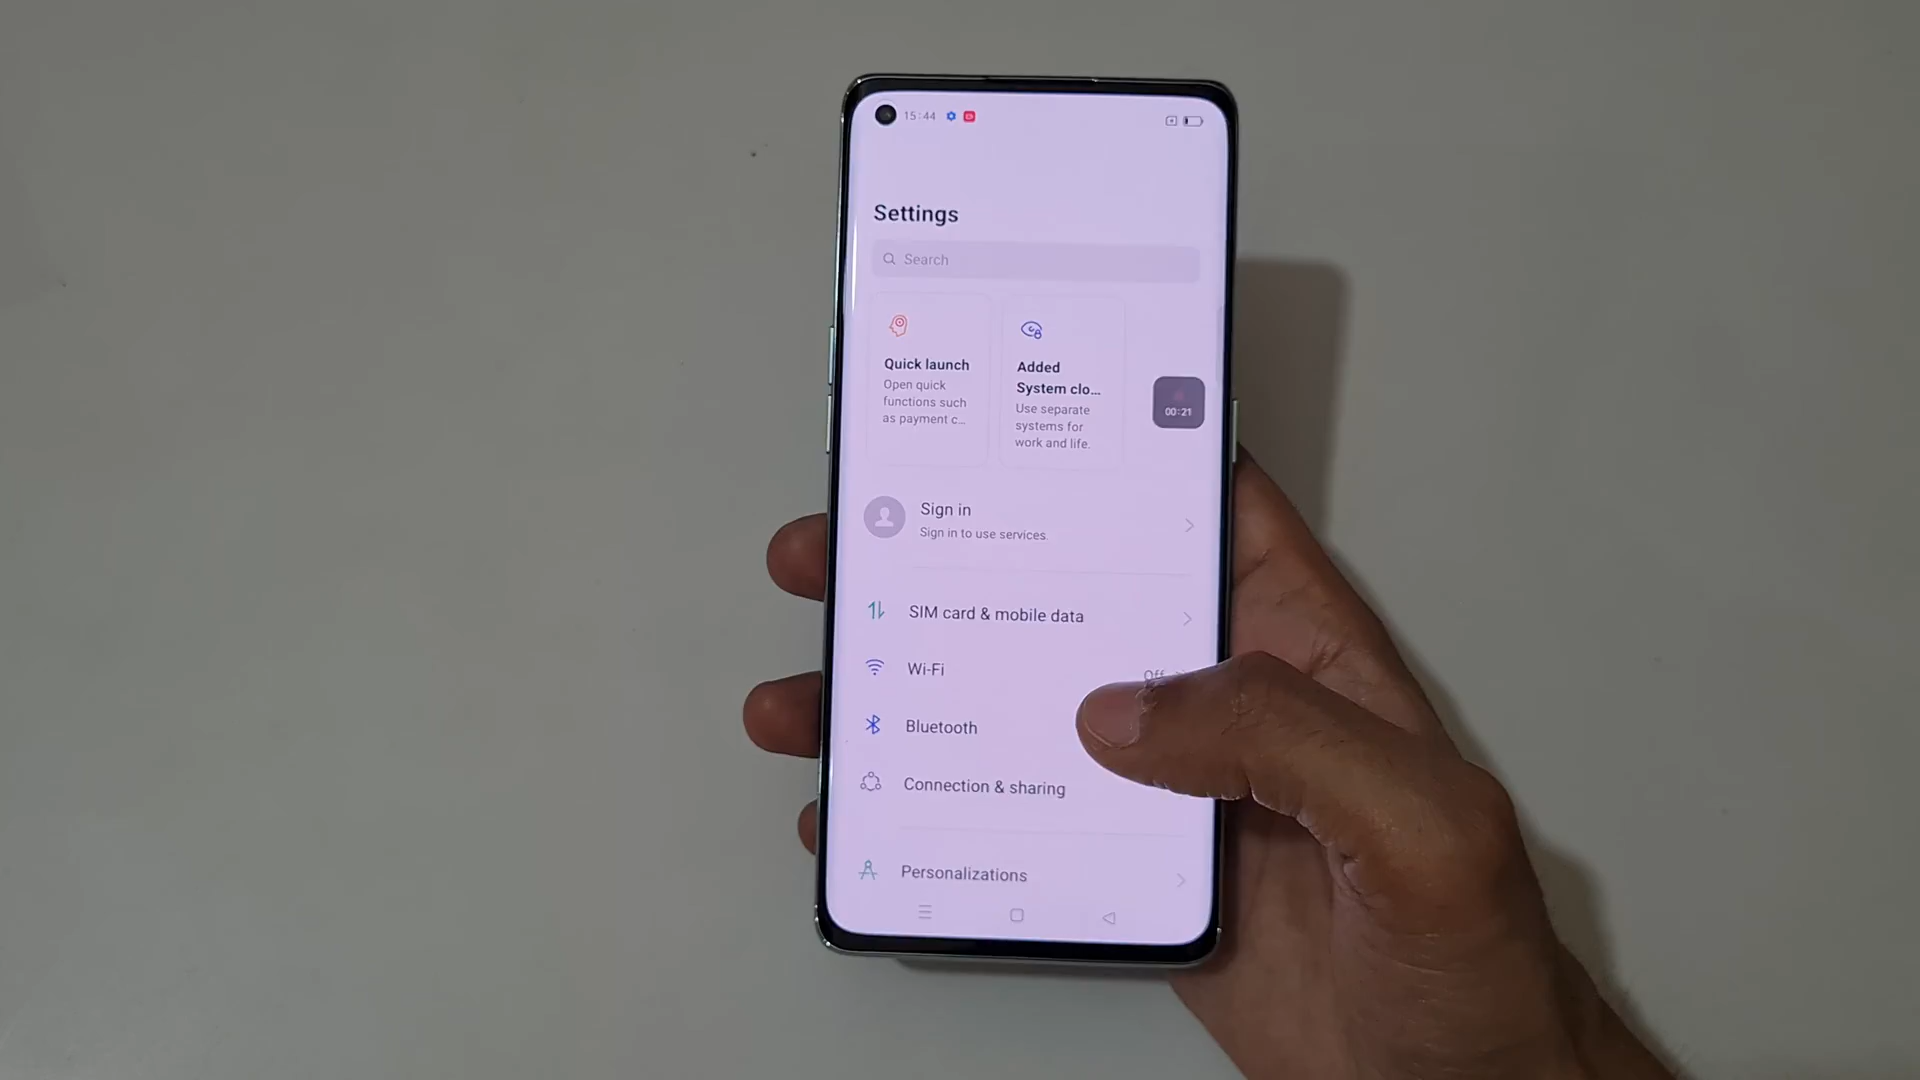 15:44
Settings
Search
Quick launch
Open quick
functions such
as payment c...
Added
System clo...
Use separate
systems for
work and life.
00:21
Sign in
Sign in to use services.
SIM card & mobile data
Wi-Fi
Off
Bluetooth
Connection & sharing
Personalizations